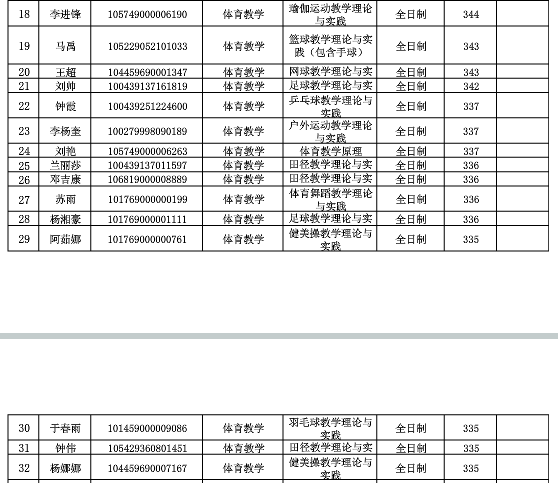 18 李进锋 105749000006190 体育教学 瑜伽运动教学理论与实践 全日制 344
19 马禹 105229052101033 体育教学 篮球教学理论与实践（包含手球） 全日制 343
20 王超 104459690001347 体育教学 网球教学理论与实 全日制 343
21 刘帅 100439137161819 体育教学 足球教学理论与实 全日制 342
22 钟霞 100439251224600 体育教学 乒乓球教学理论与实践 全日制 337
23 李杨奎 100279998090189 体育教学 户外运动教学理论与实践 全日制 337
24 刘艳 105749000006263 体育教学 体育教学原理 全日制 337
25 兰丽莎 100439137011597 体育教学 田径教学理论与实 全日制 336
26 邓吉康 106819000008889 体育教学 田径教学理论与实 全日制 336
27 苏雨 101769000000199 体育教学 体育舞蹈教学理论与实践 全日制 336
28 杨湘豪 101769000001111 体育教学 足球教学理论与实 全日制 336
29 阿茹娜 101769000000761 体育教学 健美操教学理论与实践 全日制 335
30 于春雨 101459000009086 体育教学 羽毛球教学理论与实践 全日制 335
31 钟伟 105429360801451 体育教学 田径教学理论与实 全日制 335
32 杨娜娜 104459690007167 体育教学 健美操教学理论与实践 全日制 335